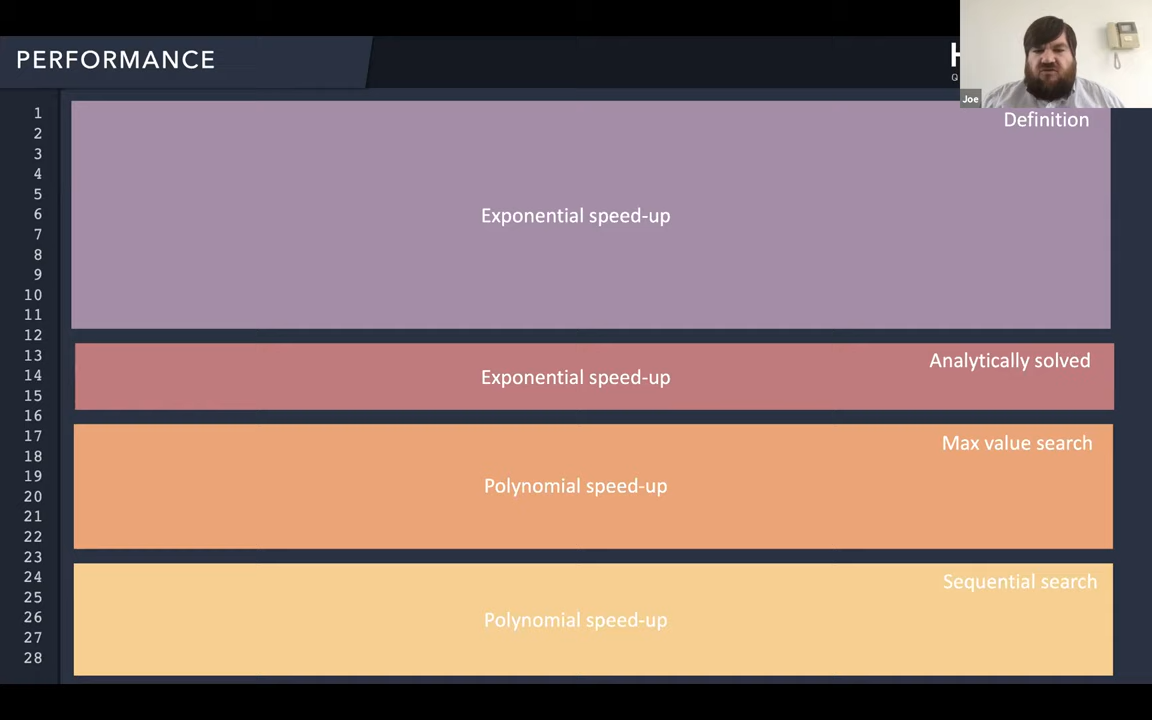 PERFORMANCE
H
Q
Joe
1
2
3
4
5
6
7
8
9
10
11
12
13
14
15
16
17
18
19
20
21
22
23
24
25
26
27
28
Definition
Exponential speed-up
Analytically solved
Exponential speed-up
Max value search
Polynomial speed-up
Sequential search
Polynomial speed-up